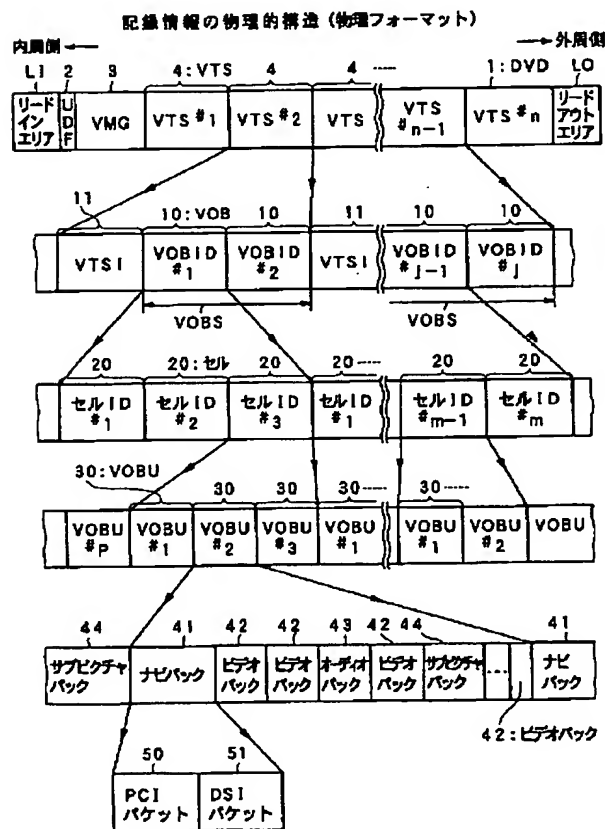 記録情報の物理的構造(物理フォーマット)
内周側 ← → 外周側
LI 2 3 4:VTS 4 4 ‥‥ 1:DVD LO
リードインエリア UDF VMG VTS #1 VTS #2 VTS VTS #n-1 VTS #n リードアウトエリア
11 10:VOB 10 11 10 10
VTSI VOBID #1 VOBID #2 VTSI VOBID #J-1 VOBID #J
VOBS VOBS
20 20:セル 20 20‥‥ 20 20
セルID #1 セルID #2 セルID #3 セルID #1 セルID #m-1 セルID #m
30:VOBU 30 30 30‥‥ 30‥‥
VOBU #P VOBU #1 VOBU #2 VOBU #3 VOBU #1 VOBU #1 VOBU #2 VOBU
44 41 42 42 43 42 44 41
サブピクチャパック ナビパック ビデオパック ビデオパック オーディオパック ビデオパック サブピクチャパック ‥‥ ナビパック
42:ビデオパック
50 51
PCIパケット DSIパケット